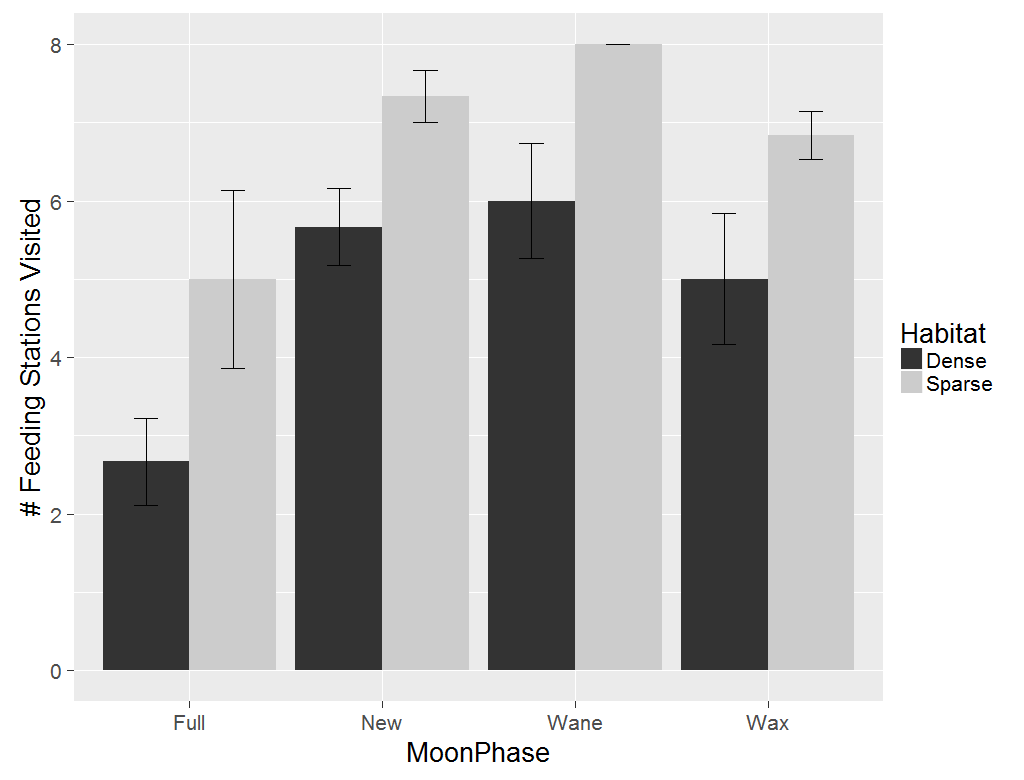 # Feeding Stations Visited
8
6
4
2
0
Full New Wane Wax
MoonPhase
Habitat
Dense
Sparse